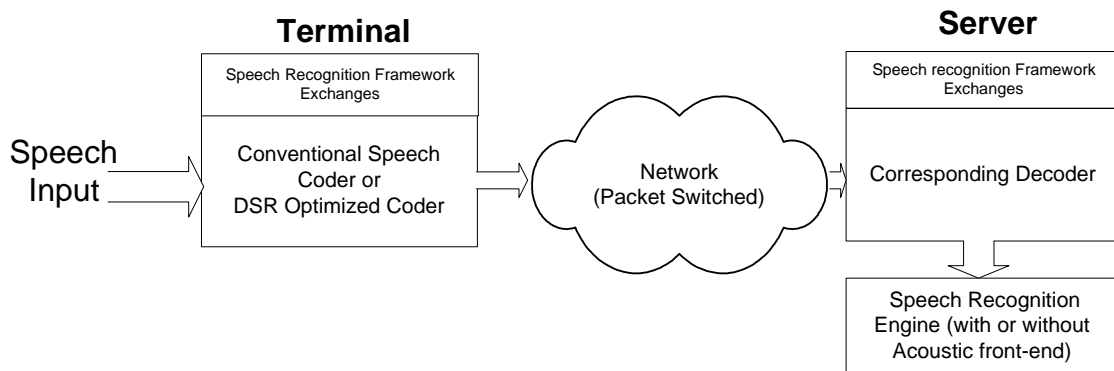 Terminal
Speech Recognition Framework
Exchanges
Speech
Input
Conventional Speech
Coder or
DSR Optimized Coder
Network
(Packet Switched)
Server
Speech recognition Framework
Exchanges
Corresponding Decoder
Speech Recognition
Engine (with or without
Acoustic front-end)